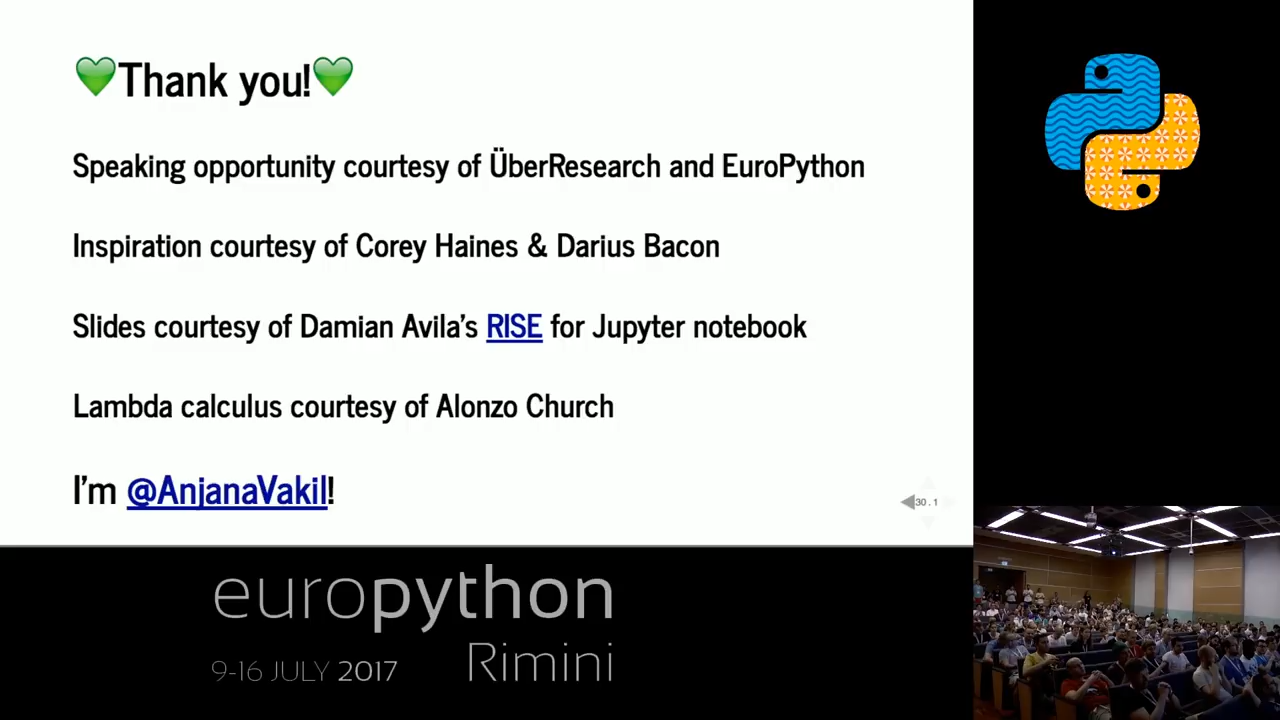 💚Thank you!💚
Speaking opportunity courtesy of ÜberResearch and EuroPython
Inspiration courtesy of Corey Haines & Darius Bacon
Slides courtesy of Damian Avila's RISE for Jupyter notebook
Lambda calculus courtesy of Alonzo Church
I'm @AnjanaVakil!
30.1
europython
9-16 JULY 2017 Rimini